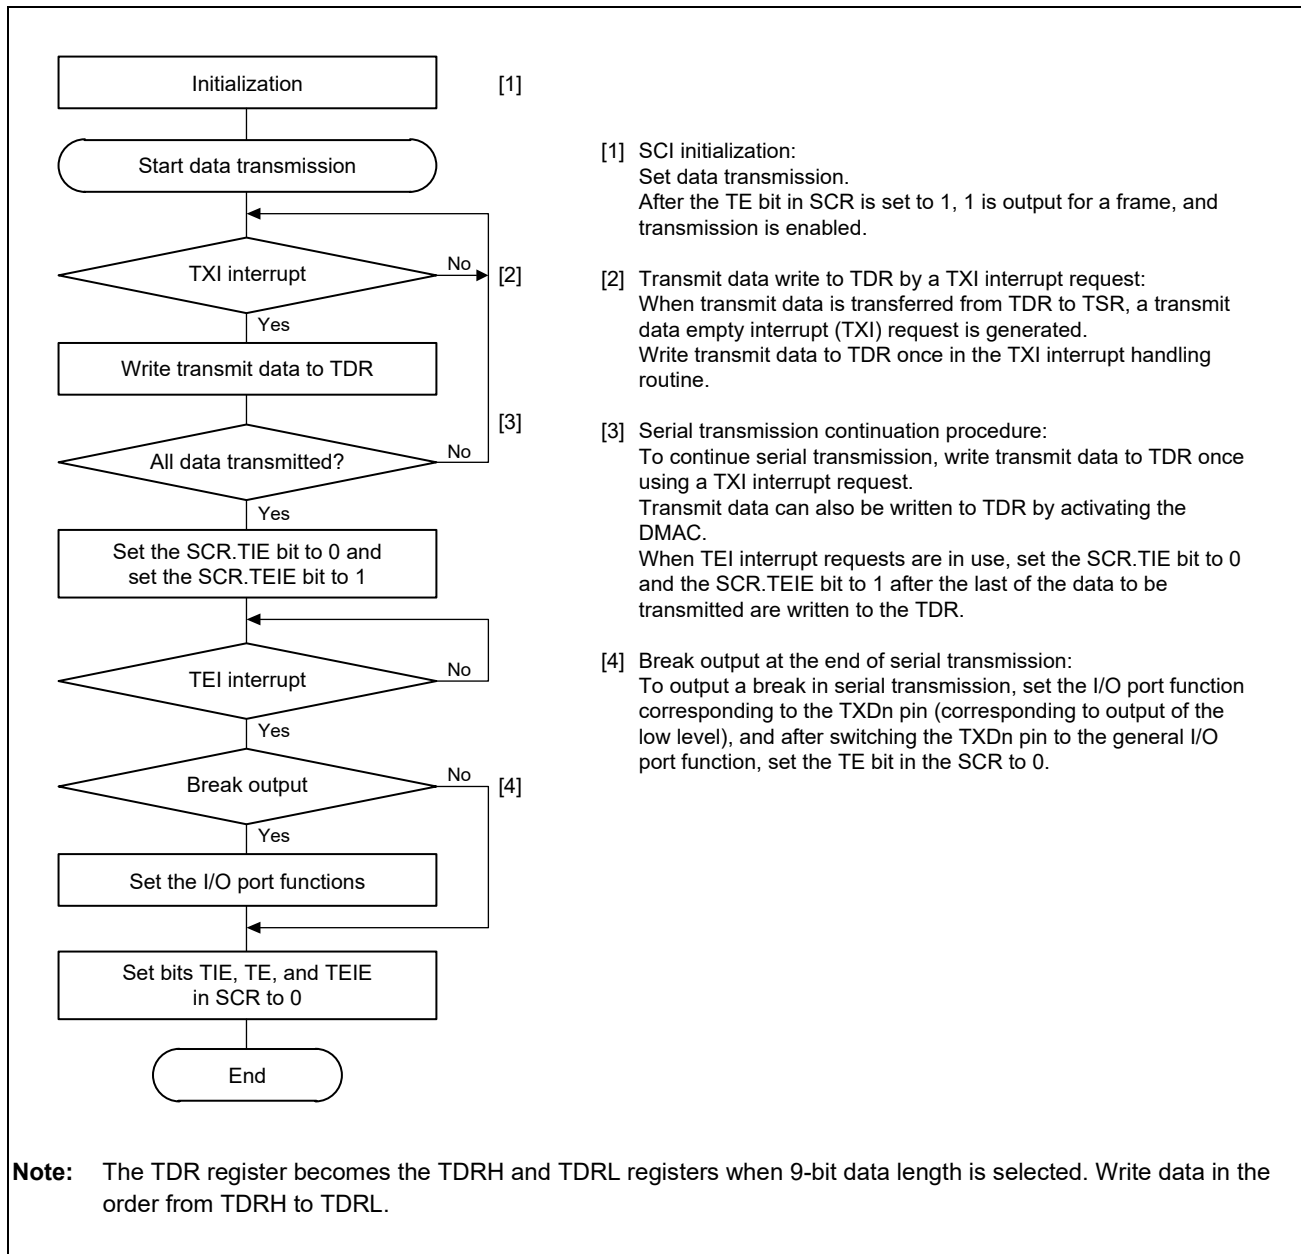 Initialization
[1]
Start data transmission
TXI interrupt
No
[2]
Yes
Write transmit data to TDR
[3]
All data transmitted?
No
Yes
Set the SCR.TIE bit to 0 and
set the SCR.TEIE bit to 1
TEI interrupt
No
Yes
Break output
No
[4]
Yes
Set the I/O port functions
Set bits TIE, TE, and TEIE
in SCR to 0
End
[1] SCI initialization:
Set data transmission.
After the TE bit in SCR is set to 1, 1 is output for a frame, and
transmission is enabled.
[2] Transmit data write to TDR by a TXI interrupt request:
When transmit data is transferred from TDR to TSR, a transmit
data empty interrupt (TXI) request is generated.
Write transmit data to TDR once in the TXI interrupt handling
routine.
[3] Serial transmission continuation procedure:
To continue serial transmission, write transmit data to TDR once
using a TXI interrupt request.
Transmit data can also be written to TDR by activating the
DMAC.
When TEI interrupt requests are in use, set the SCR.TIE bit to 0
and the SCR.TEIE bit to 1 after the last of the data to be
transmitted are written to the TDR.
[4] Break output at the end of serial transmission:
To output a break in serial transmission, set the I/O port function
corresponding to the TXDn pin (corresponding to output of the
low level), and after switching the TXDn pin to the general I/O
port function, set the TE bit in the SCR to 0.
Note: The TDR register becomes the TDRH and TDRL registers when 9-bit data length is selected. Write data in the
order from TDRH to TDRL.